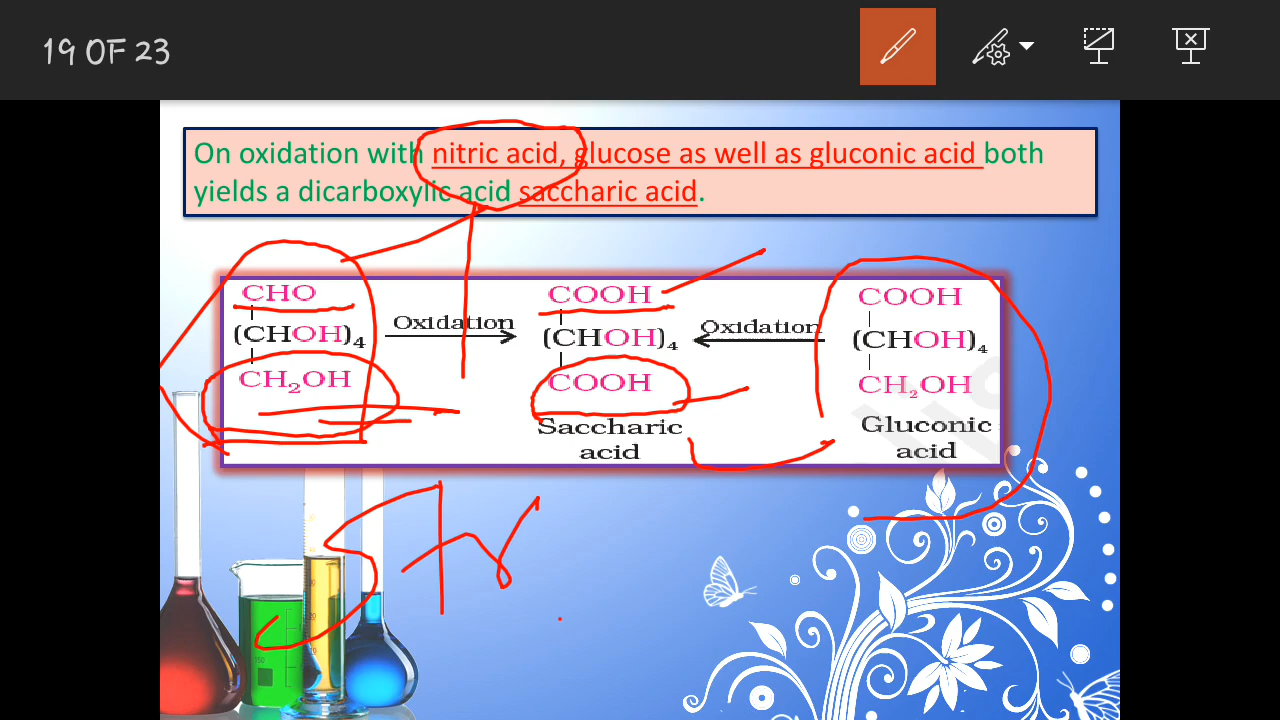 19 OF 23
On oxidation with nitric acid, glucose as well as gluconic acid both
yields a dicarboxylic acid saccharic acid.
CHO
(CHOH)₄
CH₂OH
Oxidation
COOH
(CHOH)₄
COOH
Saccharic
acid
Oxidation
COOH
(CHOH)₄
CH₂OH
Gluconic
acid